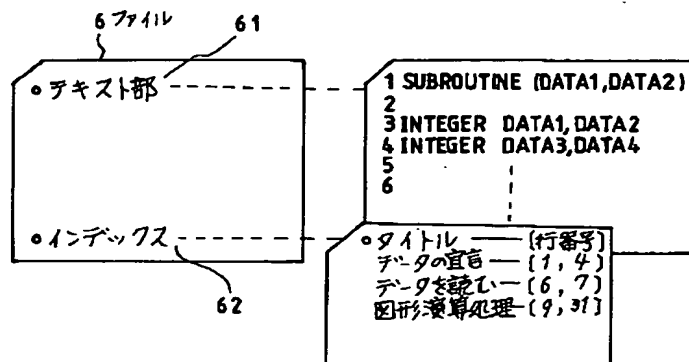 6 ファイル
61
○ テキスト部
○ インデックス
62
1 SUBROUTINE (DATA1,DATA2)
2
3 INTEGER DATA1,DATA2
4 INTEGER DATA3,DATA4
5
6
○ タイトル — [行番号]
データの宣言 — [1, 4]
データを読む — [6, 7]
図形演算処理 — [9, 31]